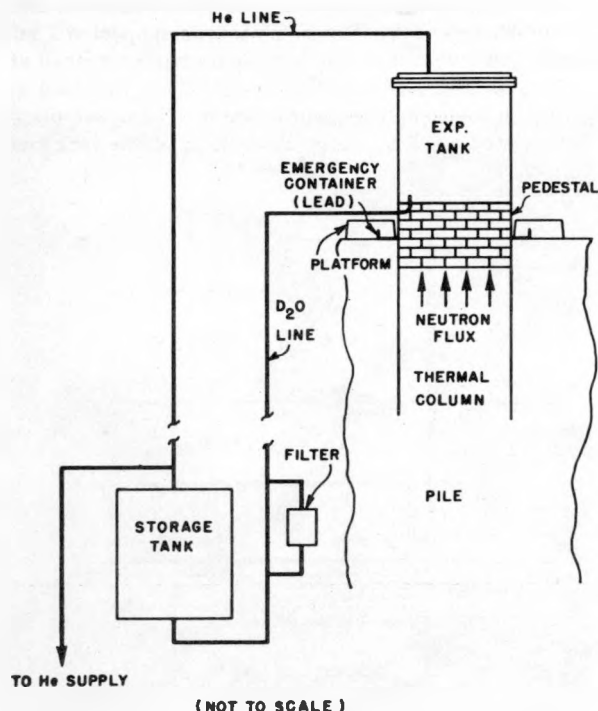 He LINE
EXP.
TANK
EMERGENCY
CONTAINER
(LEAD)
PEDESTAL
PLATFORM
D₂O
LINE
NEUTRON
FLUX
THERMAL
COLUMN
FILTER
STORAGE
TANK
PILE
TO He SUPPLY
(NOT TO SCALE)